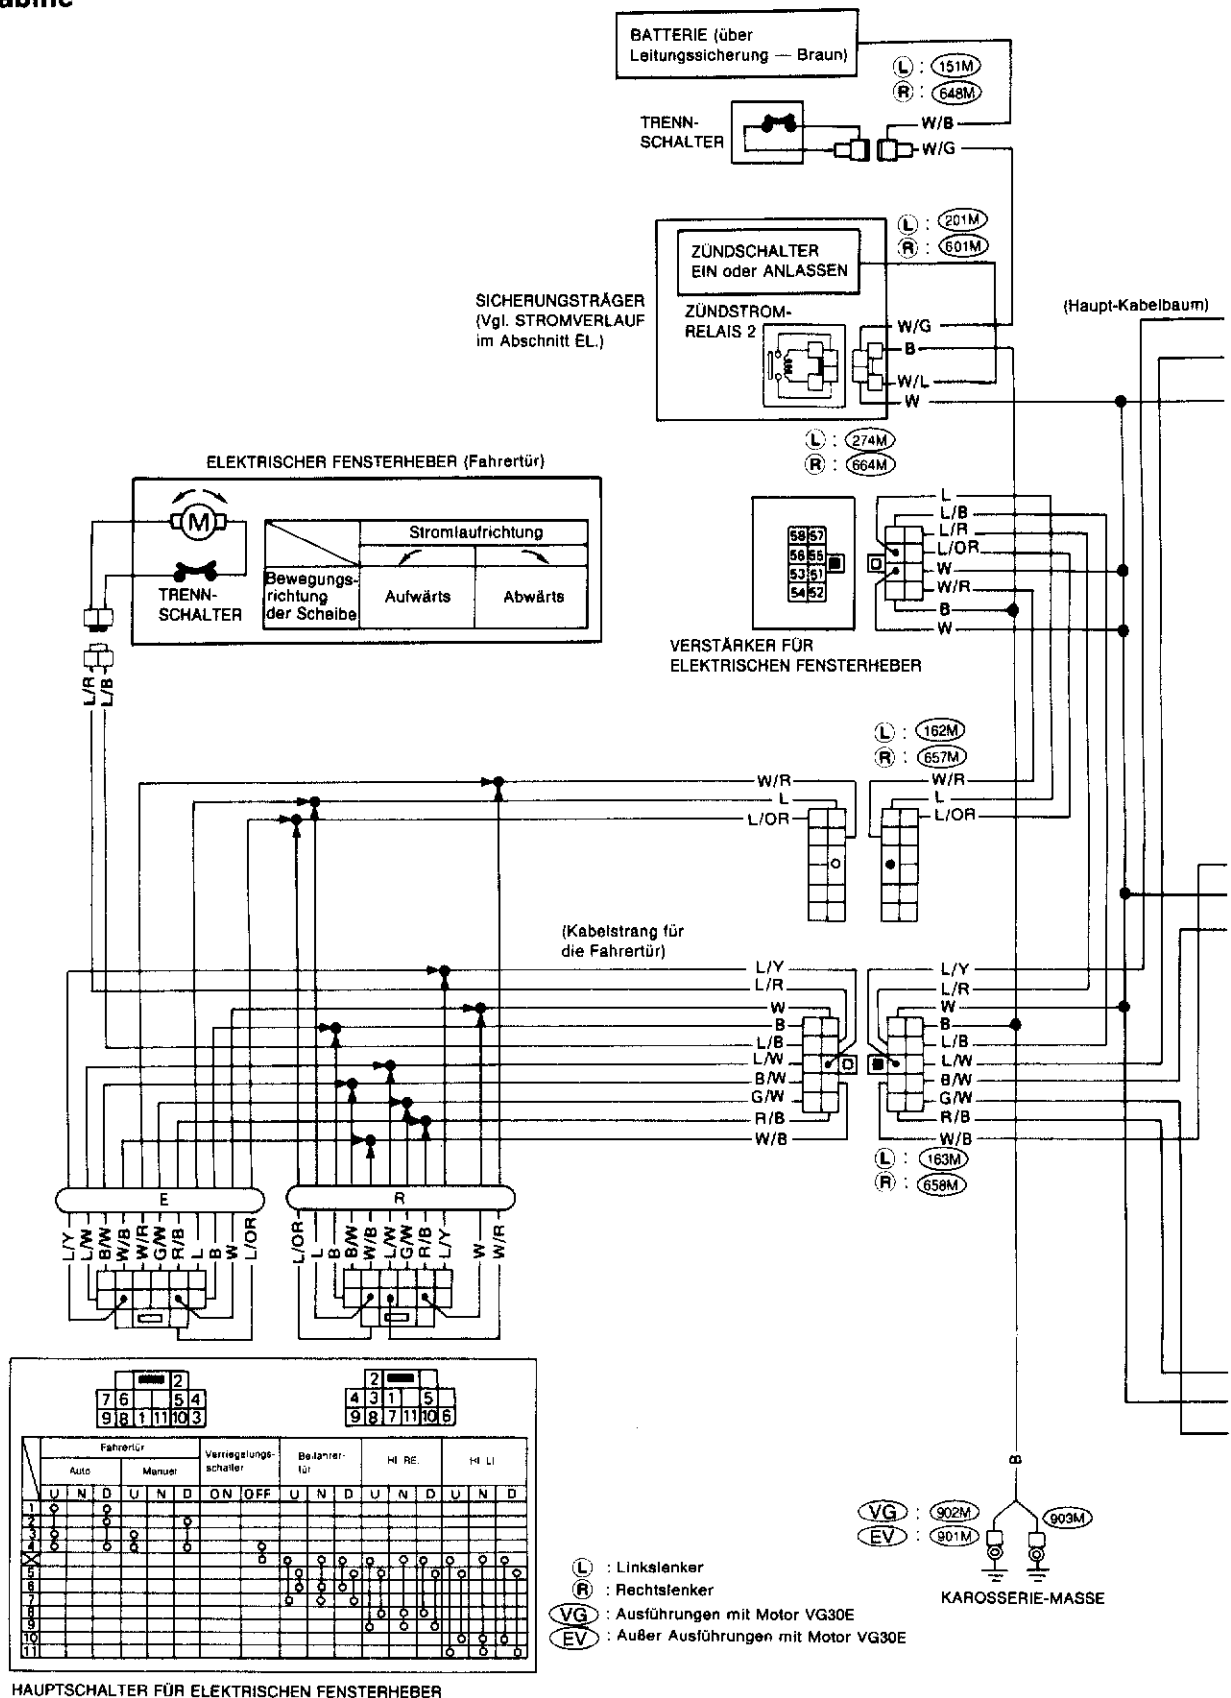 BATTERIE (über
Leitungssicherung — Braun)
L : 151M
R : 648M
TRENN-
SCHALTER
W/B
W/G
L : 201M
R : 601M
ZÜNDSCHALTER
EIN oder ANLASSEN
SICHERUNGSTRÄGER
(Vgl. STROMVERLAUF
im Abschnitt EL.)
ZÜNDSTROM-
RELAIS 2
W/G
B
W/L
W
(Haupt-Kabelbaum)
L : 274M
R : 664M
ELEKTRISCHER FENSTERHEBER (Fahrertür)
M
TRENN-
SCHALTER
Stromlaufrichtung
Bewegungs-
richtung
der Scheibe
Aufwärts
Abwärts
L/R
L/B
58 57
56 55
53 51
54 52
L
L/B
L/R
L/OR
W
W/R
B
W
VERSTÄRKER FÜR
ELEKTRISCHEN FENSTERHEBER
L : 162M
R : 657M
W/R W/R
L L
L/OR L/OR
(Kabelstrang für
die Fahrertür)
L/Y L/Y
L/R L/R
W W
B B
L/B L/B
L/W L/W
B/W B/W
G/W G/W
R/B R/B
W/B W/B
L : 163M
R : 658M
E
R
L/Y L/W B/W W/B W/R G/W R/B L B W L/OR
L/OR L B B/W W/B L/W G/W R/B L/Y W W/R
2
7 6 5 4
9 8 1 11 10 3
2
4 3 1 5
9 8 7 11 10 6
Fahrertür
Verriegelungs-
schalter
Beifahrer-
tür
HI. RE.
HI. LI.
Auto
Manuel
U N D U N D ON OFF U N D U N D U N D
1
2
3
4
5
6
7
8
9
10
11
HAUPTSCHALTER FÜR ELEKTRISCHEN FENSTERHEBER
L : Linkslenker
R : Rechtslenker
VG : Ausführungen mit Motor VG30E
EV : Außer Ausführungen mit Motor VG30E
B
VG : 902M
EV : 901M
903M
KAROSSERIE-MASSE